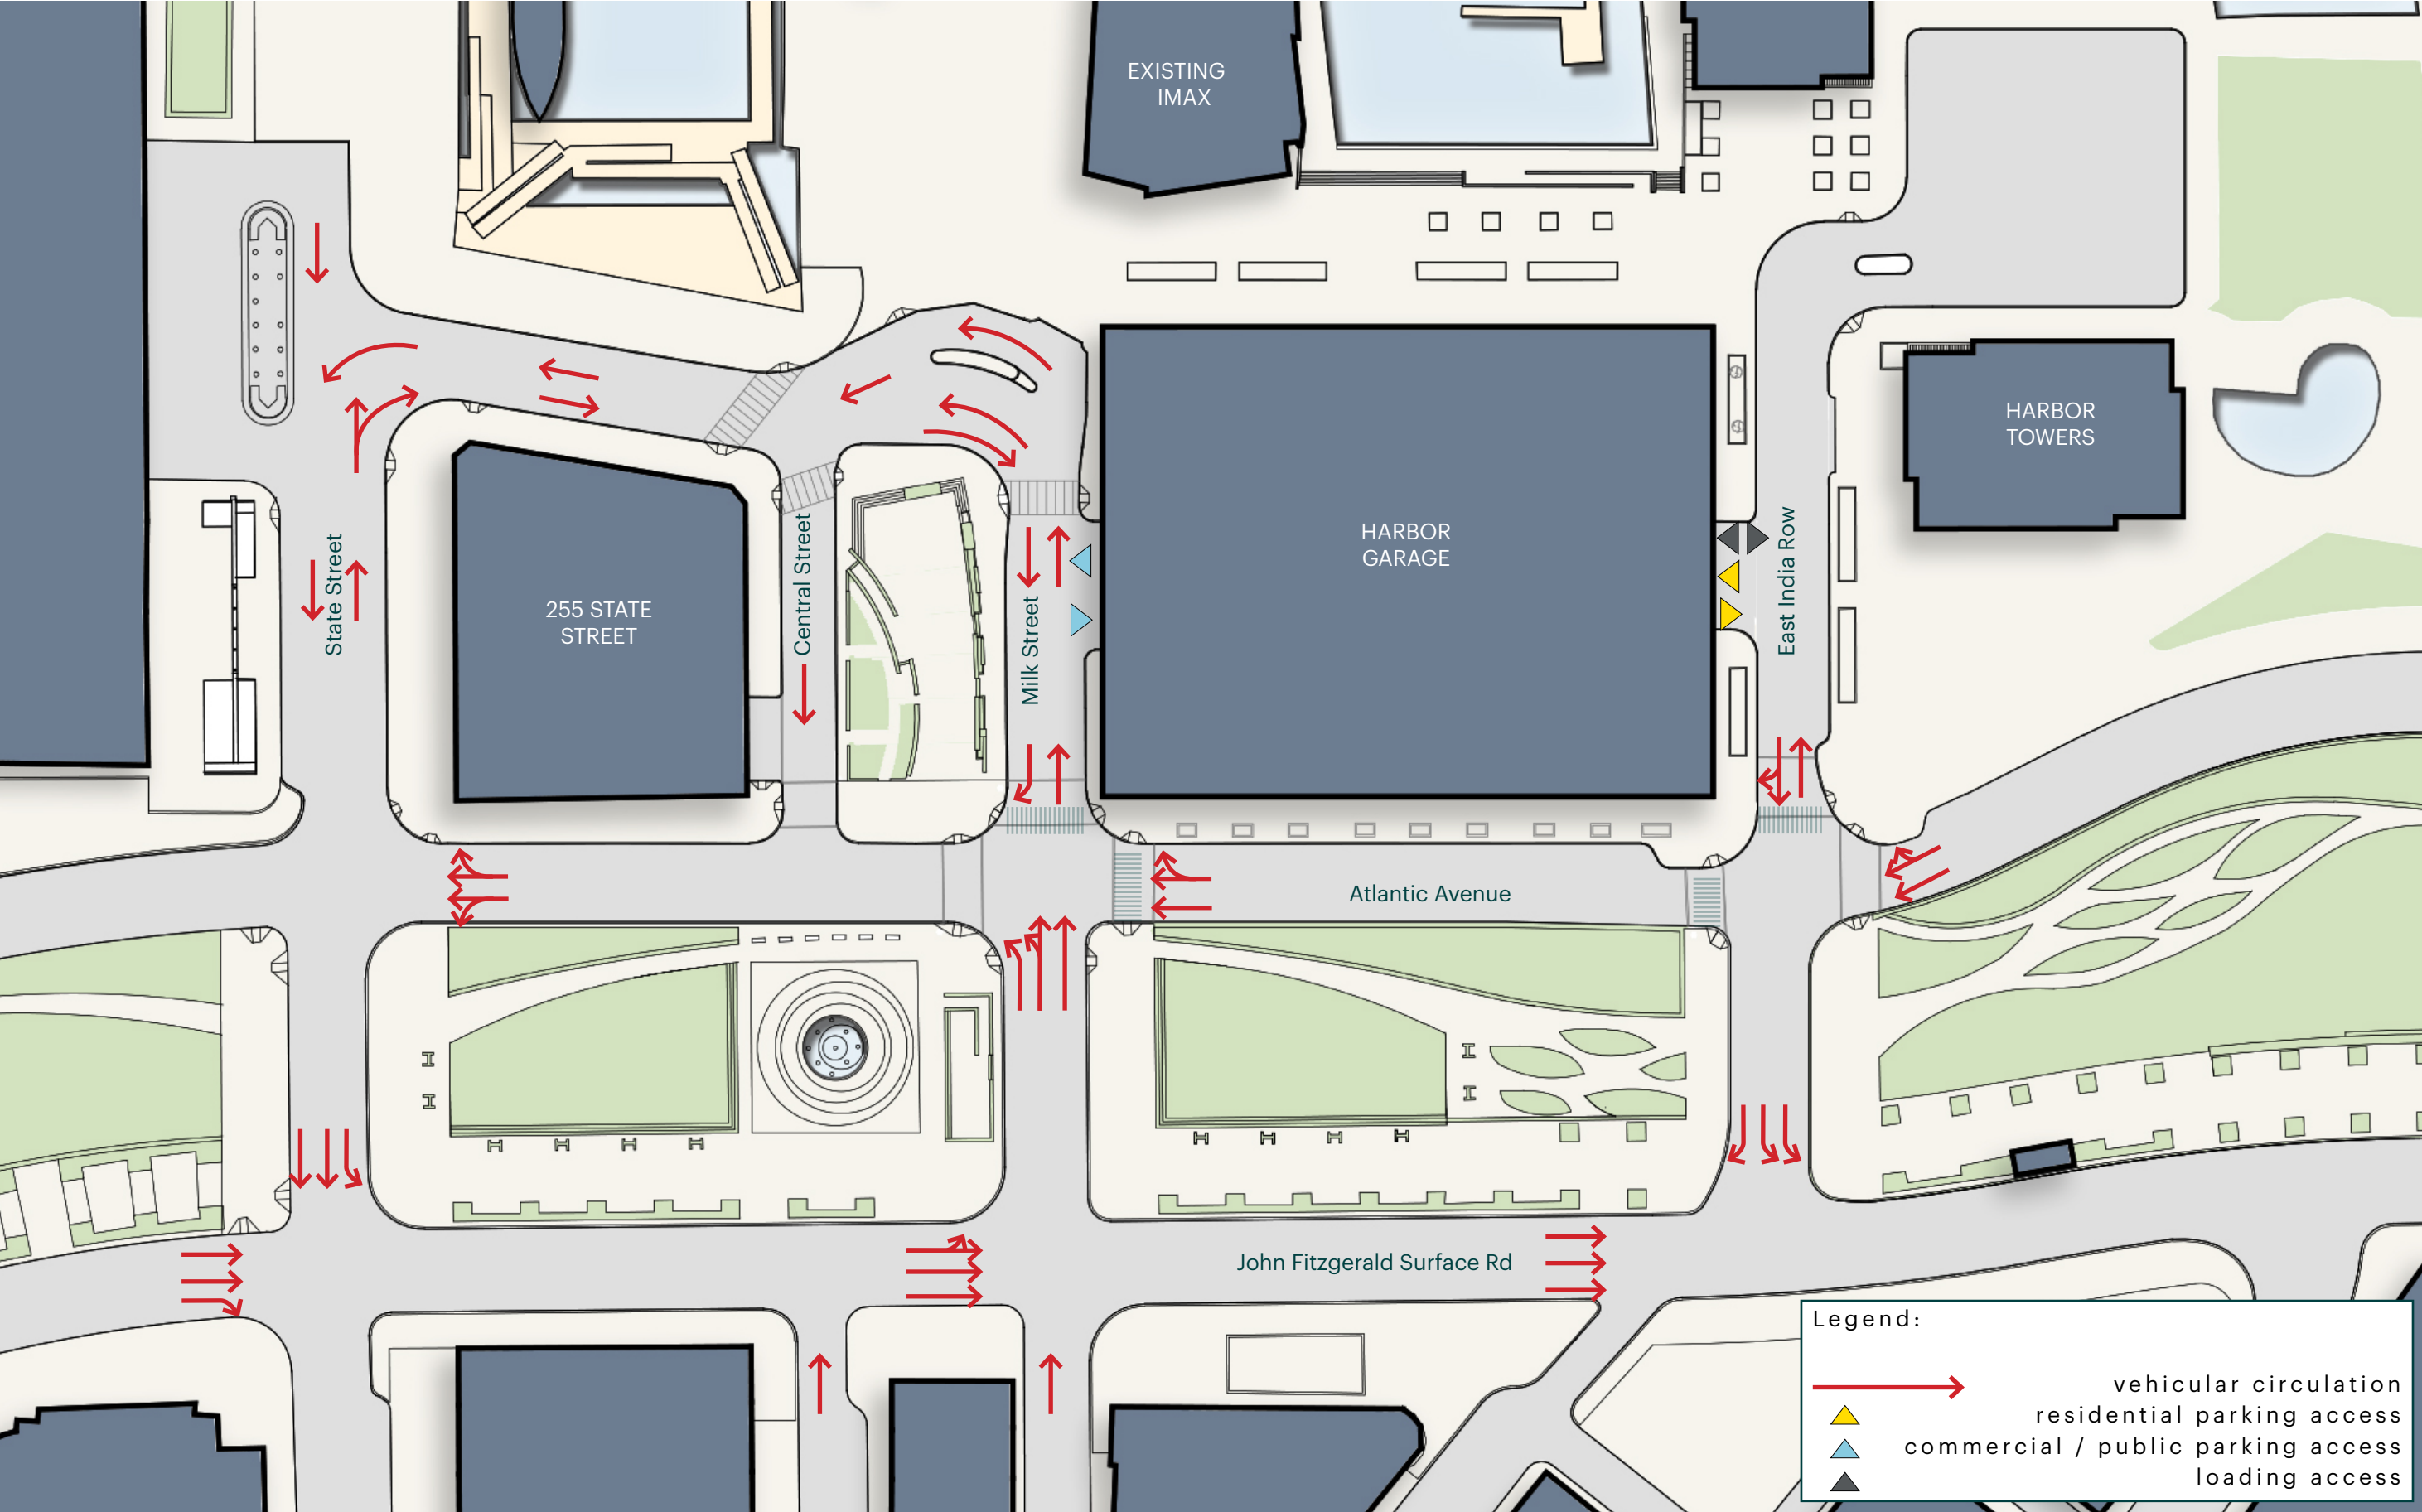 EXISTING
IMAX
HARBOR
TOWERS
HARBOR
GARAGE
255 STATE
STREET
State Street
Central Street
Milk Street
East India Row
Atlantic Avenue
John Fitzgerald Surface Rd
Legend:
vehicular circulation
residential parking access
commercial / public parking access
loading access